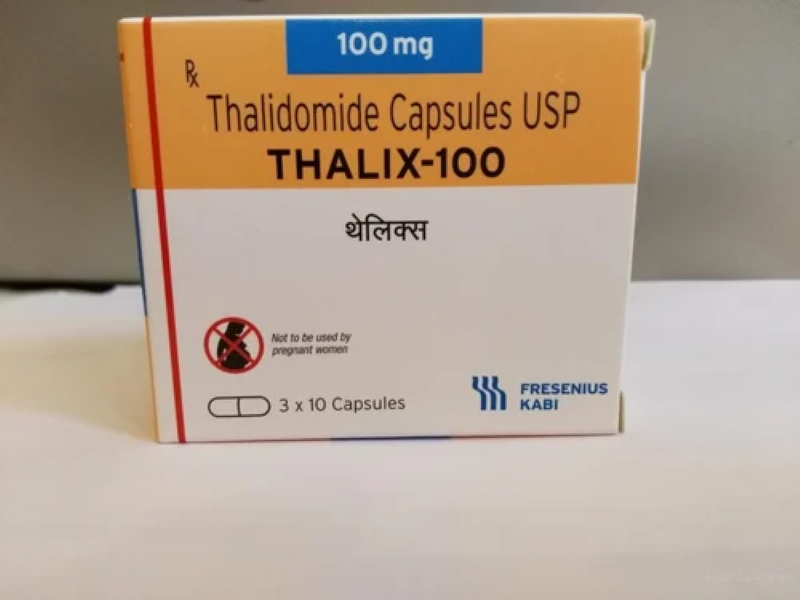 100 mg
Rx
Thalidomide Capsules USP
THALIX-100
थेलिक्स
Not to be used by
pregnant women
3 x 10 Capsules
FRESENIUS
KABI